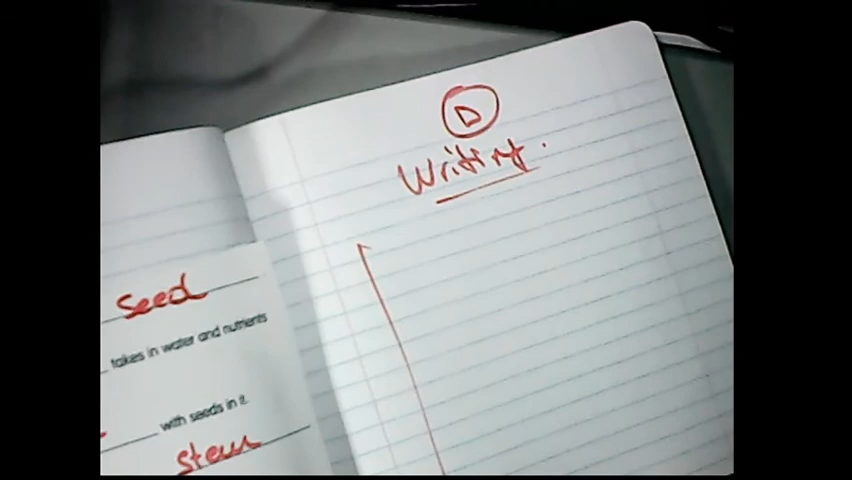 D
Writing.
Seed
takes in water and nutrients
with seeds in it.
stem